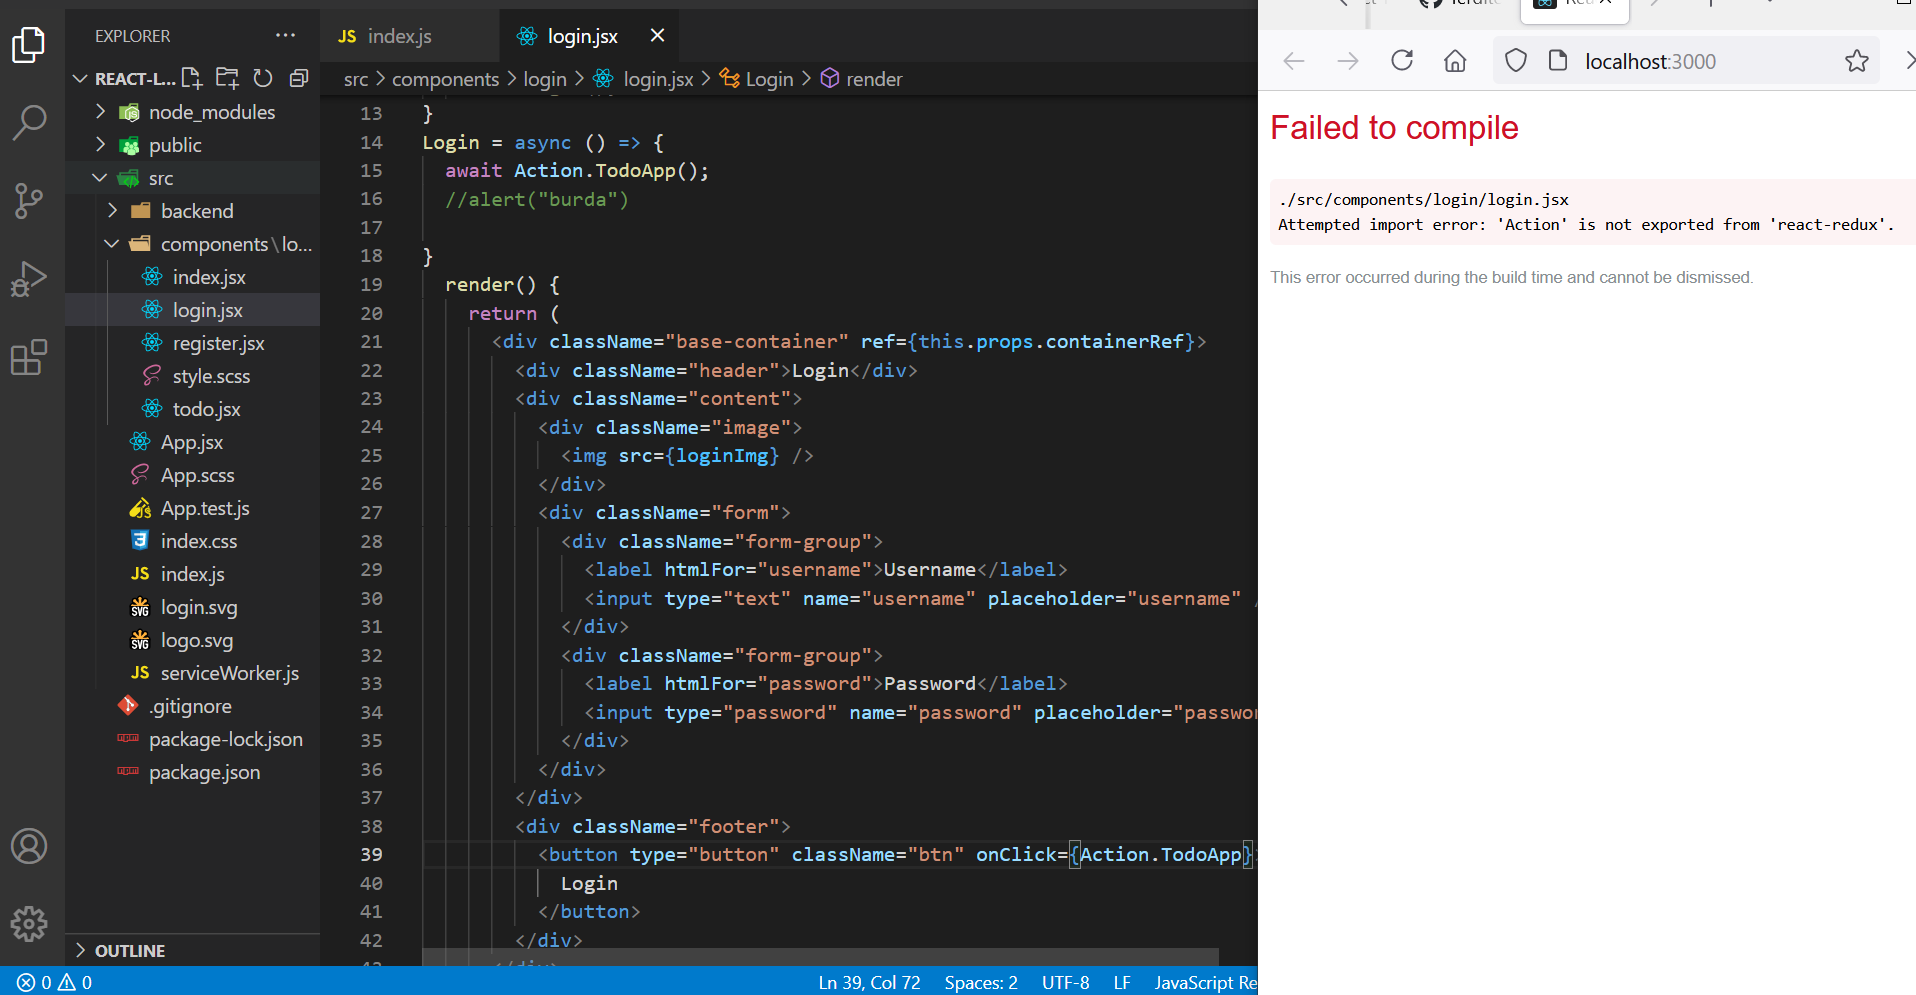 EXPLORER
REACT-L...
node_modules
public
src
backend
components\lo...
index.jsx
login.jsx
register.jsx
style.scss
todo.jsx
App.jsx
App.scss
App.test.js
index.css
JS index.js
SVG login.svg
SVG logo.svg
JS serviceWorker.js
.gitignore
package-lock.json
package.json
OUTLINE
JS index.js
login.jsx
src > components > login > login.jsx > Login > render
13 }
14 Login = async () => {
15 await Action.TodoApp();
16 //alert("burda")
17
18 }
19 render() {
20 return (
21 <div className="base-container" ref={this.props.containerRef}>
22 <div className="header">Login</div>
23 <div className="content">
24 <div className="image">
25 <img src={loginImg} />
26 </div>
27 <div className="form">
28 <div className="form-group">
29 <label htmlFor="username">Username</label>
30 <input type="text" name="username" placeholder="username" /
31 </div>
32 <div className="form-group">
33 <label htmlFor="password">Password</label>
34 <input type="password" name="password" placeholder="passwor
35 </div>
36 </div>
37 </div>
38 <div className="footer">
39 <button type="button" className="btn" onClick={Action.TodoApp}
40 Login
41 </button>
42 </div>
0 0
Ln 39, Col 72 Spaces: 2 UTF-8 LF JavaScript Re
localhost:3000
Failed to compile
./src/components/login/login.jsx
Attempted import error: 'Action' is not exported from 'react-redux'.
This error occurred during the build time and cannot be dismissed.